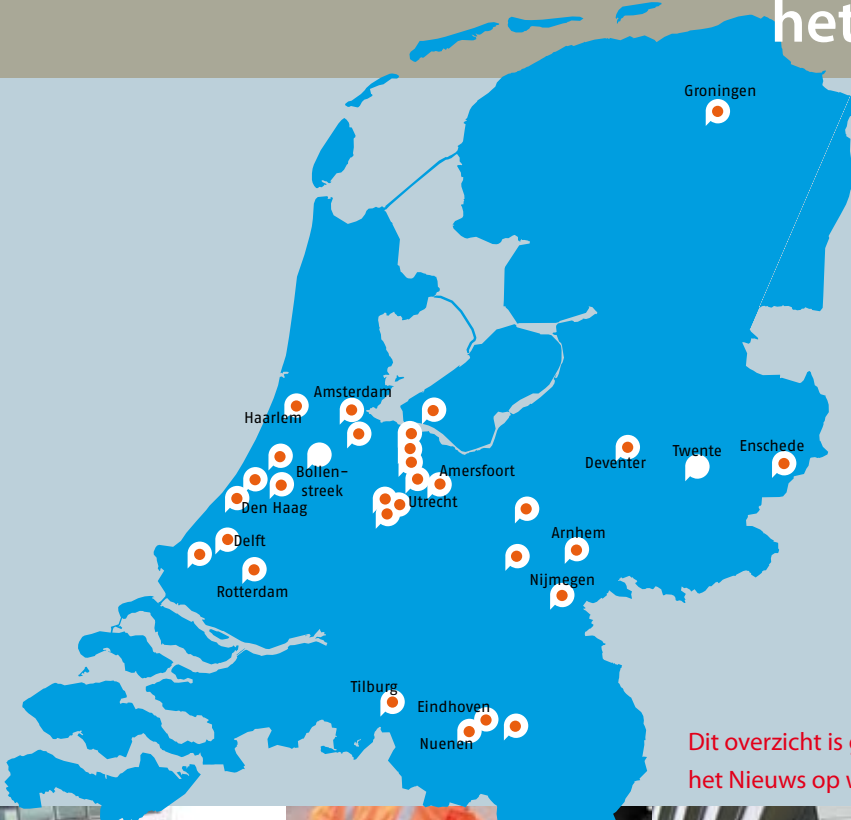 het
Groningen
Amsterdam
Haarlem
Bollen-
streek
Amersfoort
Utrecht
Den Haag
Delft
Rotterdam
Deventer
Twente
Enschede
Arnhem
Nijmegen
Tilburg
Eindhoven
Nuenen
Dit overzicht is
het Nieuws op